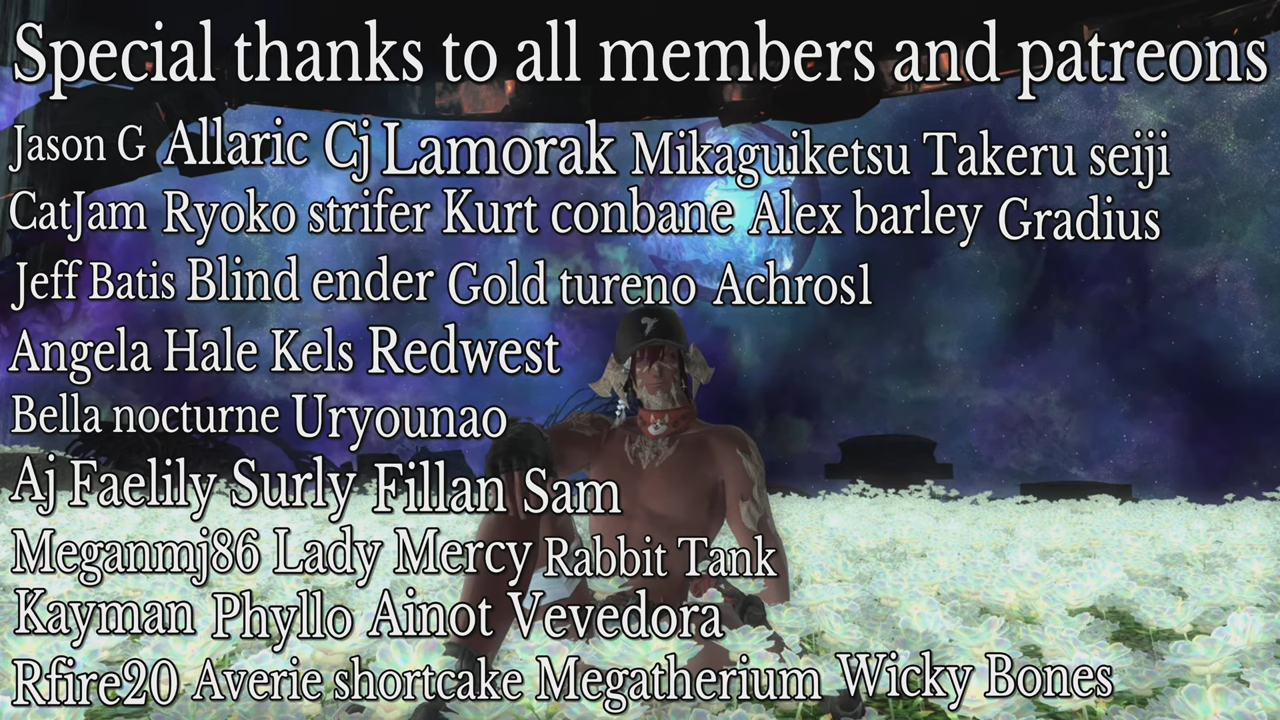 Special thanks to all members and patreons
Jason G Allaric Cj Lamorak Mikaguiketsu Takeru seiji
CatJam Ryoko strifer Kurt conbane Alex barley Gradius
Jeff Batis Blind ender Gold tureno Achros1
Angela Hale Kels Redwest
Bella nocturne Uryounao
Aj Faelily Surly Fillan Sam
Meganmj86 Lady Mercy Rabbit Tank
Kayman Phyllo Ainot Vevedora
Rfire20 Averie shortcake Megatherium Wicky Bones